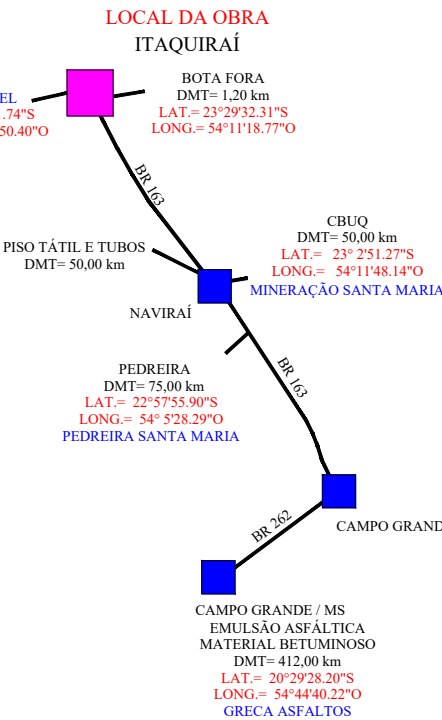 LOCAL DA OBRA
ITAQUIRAÍ
BOTA FORA
DMT= 1,20 km
LAT.= 23°29'32.31"S
LONG.= 54°11'18.77"O
EL
.74"S
50.40"O
BR 163
PISO TÁTIL E TUBOS
DMT= 50,00 km
CBUQ
DMT= 50,00 km
LAT.= 23° 2'51.27"S
LONG.= 54°11'48.14"O
MINERAÇÃO SANTA MARIA
NAVIRAÍ
PEDREIRA
DMT= 75,00 km
LAT.= 22°57'55.90"S
LONG.= 54° 5'28.29"O
PEDREIRA SANTA MARIA
BR 163
CAMPO GRAND
BR 262
CAMPO GRANDE / MS
EMULSÃO ASFÁLTICA
MATERIAL BETUMINOSO
DMT= 412,00 km
LAT.= 20°29'28.20"S
LONG.= 54°44'40.22"O
GRECA ASFALTOS